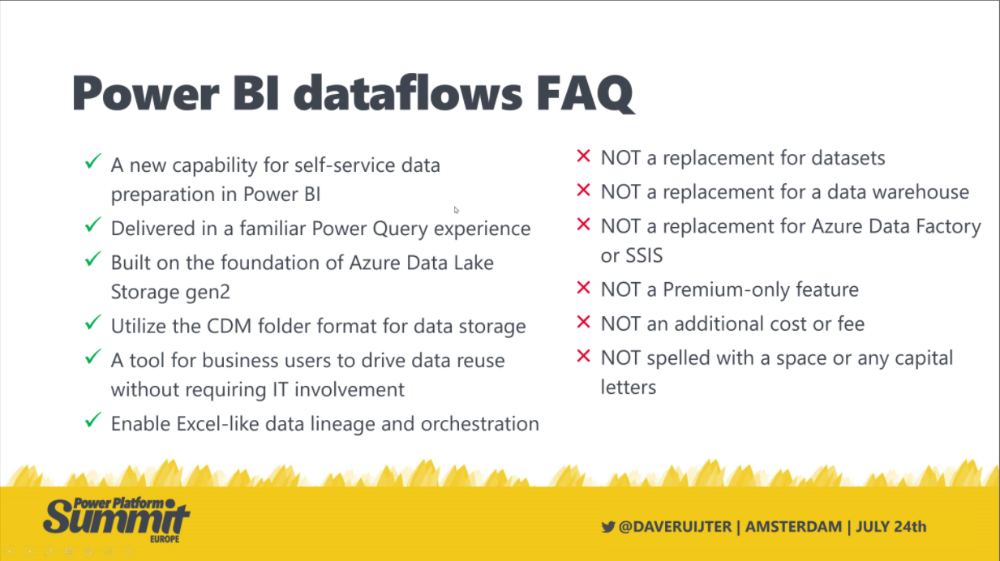 Power BI dataflows FAQ
A new capability for self-service data
preparation in Power BI
Delivered in a familiar Power Query experience
Built on the foundation of Azure Data Lake
Storage gen2
Utilize the CDM folder format for data storage
A tool for business users to drive data reuse
without requiring IT involvement
Enable Excel-like data lineage and orchestration
NOT a replacement for datasets
NOT a replacement for a data warehouse
NOT a replacement for Azure Data Factory
or SSIS
NOT a Premium-only feature
NOT an additional cost or fee
NOT spelled with a space or any capital
letters
Power Platform
Summit
EUROPE
@DAVERUIJTER | AMSTERDAM | JULY 24th